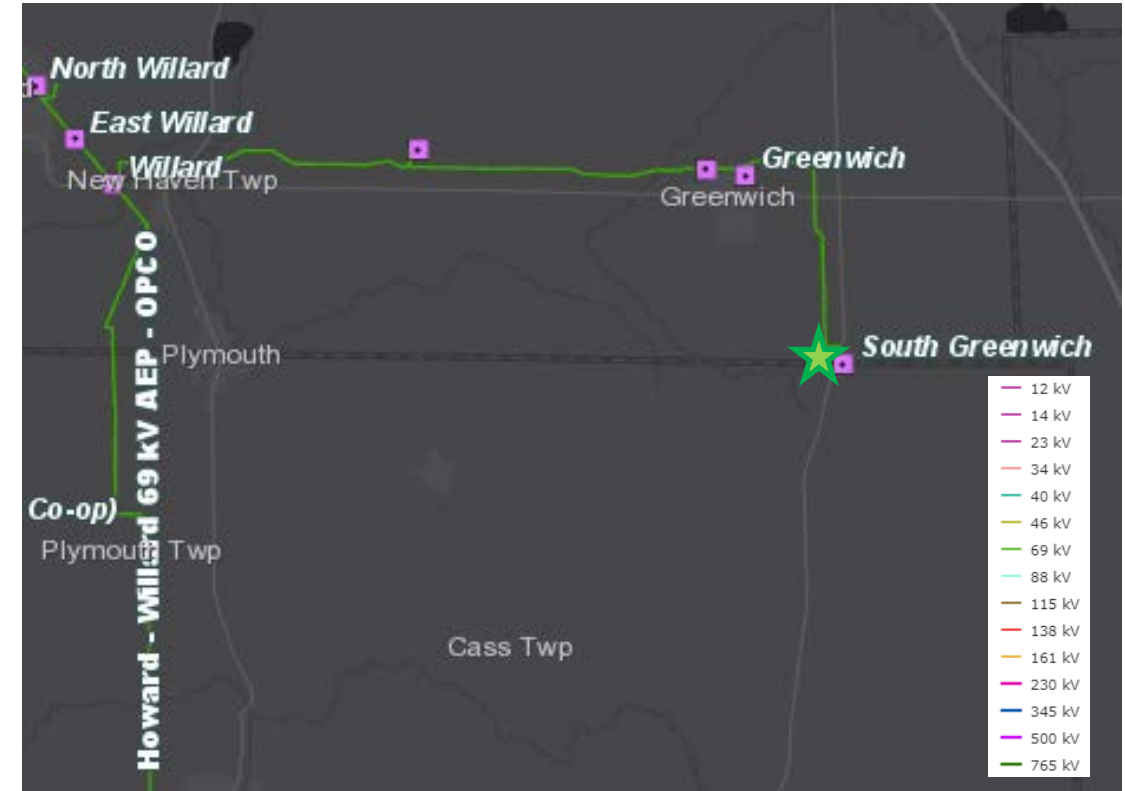 North Willard
East Willard
Willard
New Haven Twp
Greenwich
Greenwich
South Greenwich
Plymouth
Howard - Willard 69 kV AEP - OPCO
Co-op)
Plymouth Twp
Cass Twp
12 kV
14 kV
23 kV
34 kV
40 kV
46 kV
69 kV
88 kV
115 kV
138 kV
161 kV
230 kV
345 kV
500 kV
765 kV